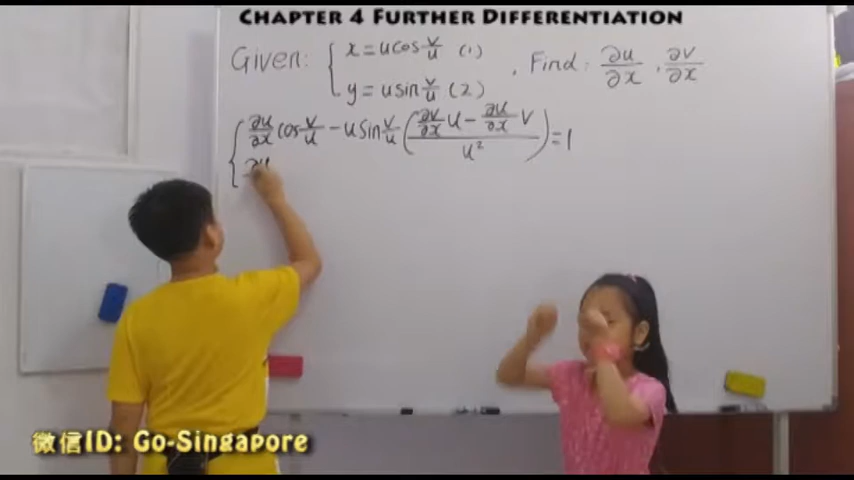 CHAPTER 4 FURTHER DIFFERENTIATION
Given: { x = u cos v/u (1) , Find: ∂u/∂x , ∂v/∂x
y = u sin v/u (2)
{ ∂u/∂x cos v/u - u sin v/u ( (∂v/∂x u - ∂u/∂x v) / u² ) = 1
∂u
微信ID: Go-Singapore